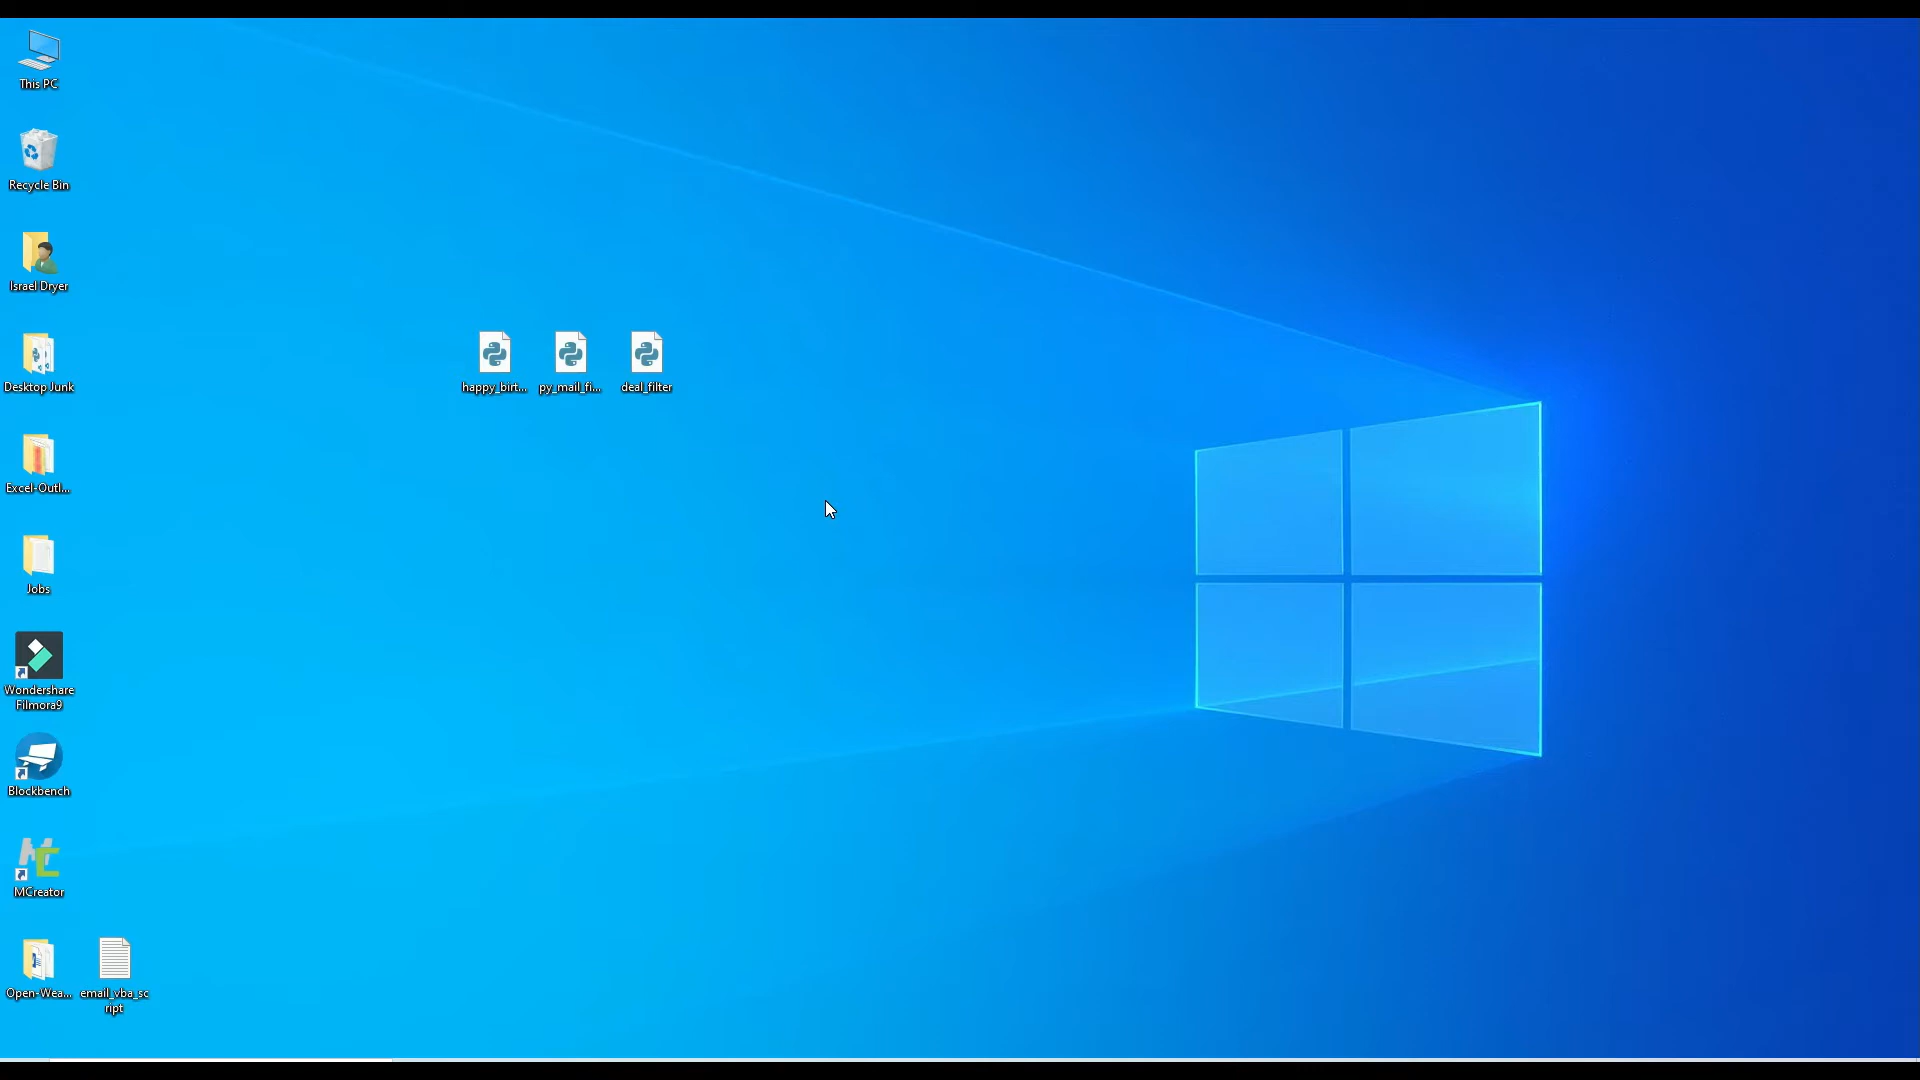 This PC
Recycle Bin
Israel Dryer
Desktop Junk
Excel-Outl...
Jobs
Wondershare
Filmora9
Blockbench
MCreator
Open-Wea...
email_vba_sc
ript
happy_birt...
py_mail_fi...
deal_filter